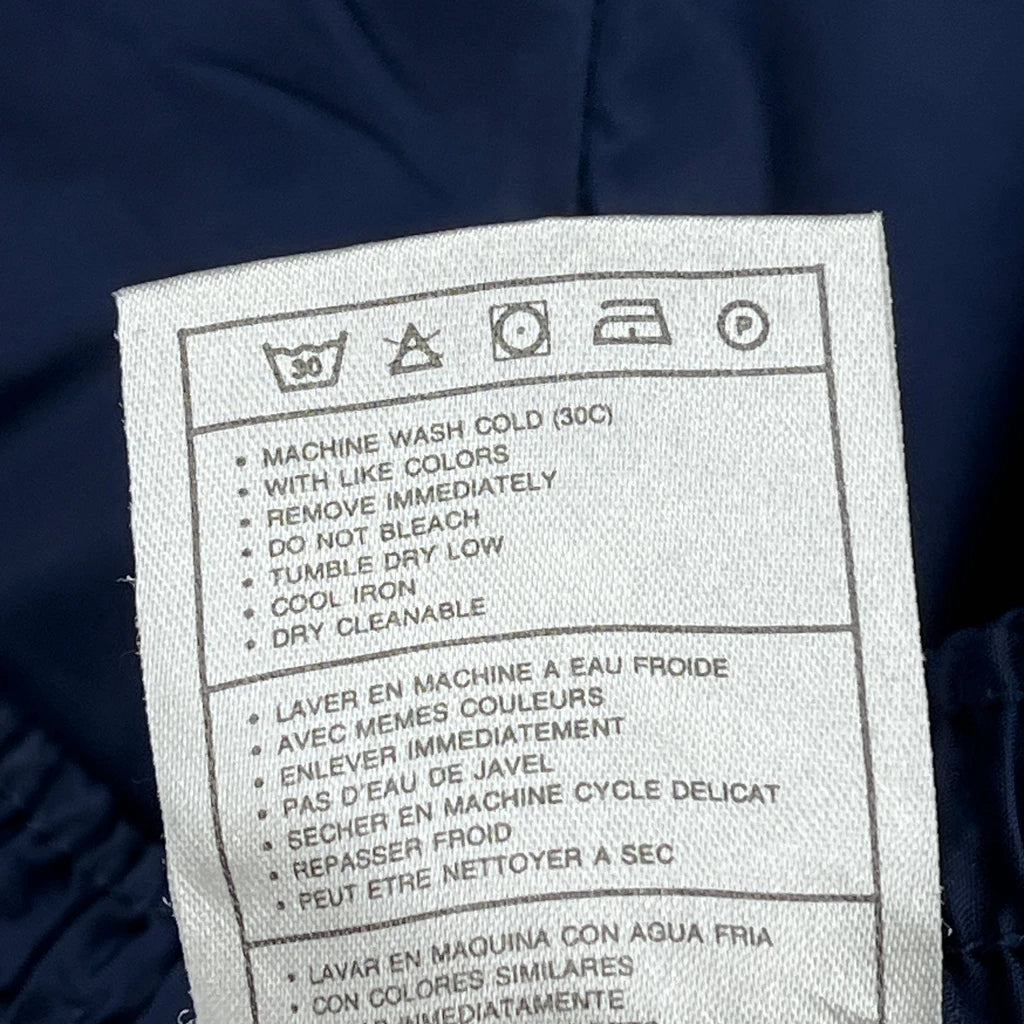 30 P
• MACHINE WASH COLD (30C)
• WITH LIKE COLORS
• REMOVE IMMEDIATELY
• DO NOT BLEACH
• TUMBLE DRY LOW
• COOL IRON
• DRY CLEANABLE
• LAVER EN MACHINE A EAU FROIDE
• AVEC MEMES COULEURS
• ENLEVER IMMEDIATEMENT
• PAS D'EAU DE JAVEL
• SECHER EN MACHINE CYCLE DELICAT
• REPASSER FROID
• PEUT ETRE NETTOYER A SEC
• LAVAR EN MAQUINA CON AGUA FRIA
• CON COLORES SIMILARES
INMEDIATAMENTE